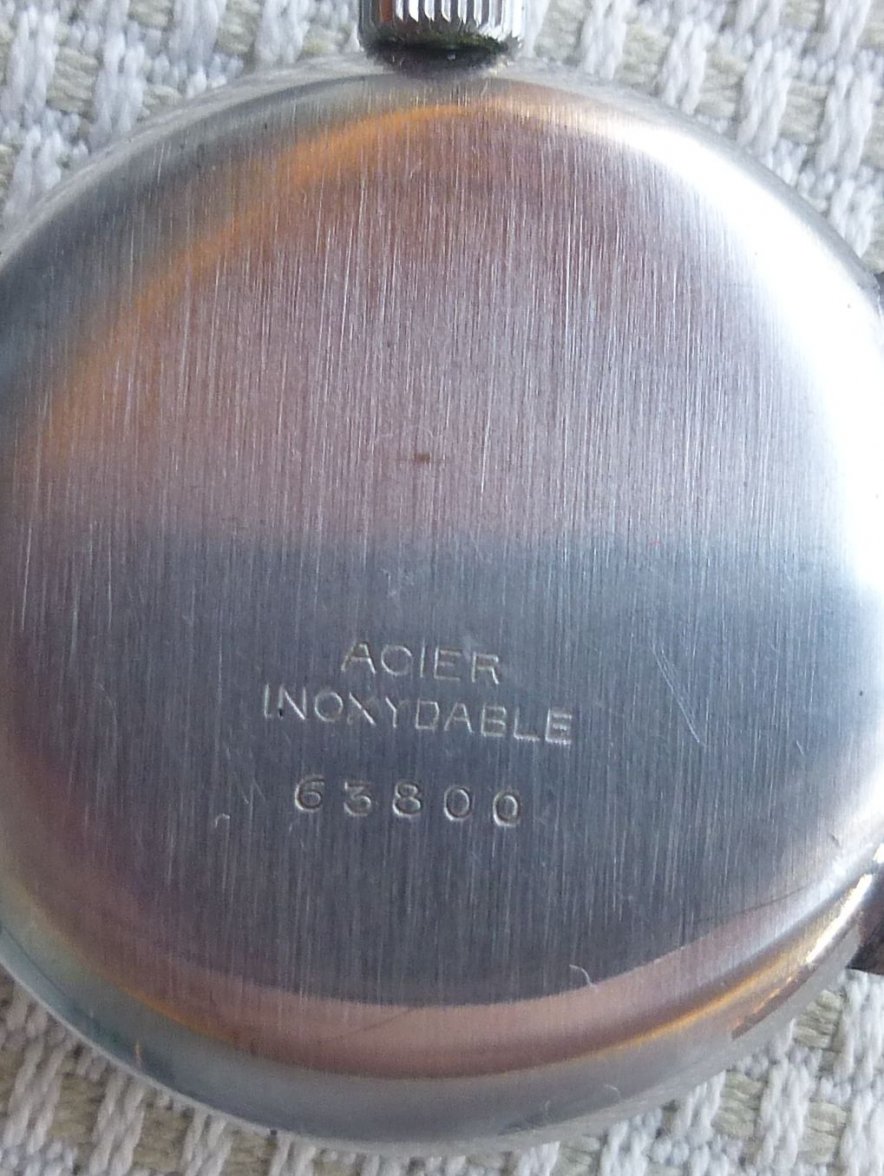 ACIER
INOXYDABLE
63800